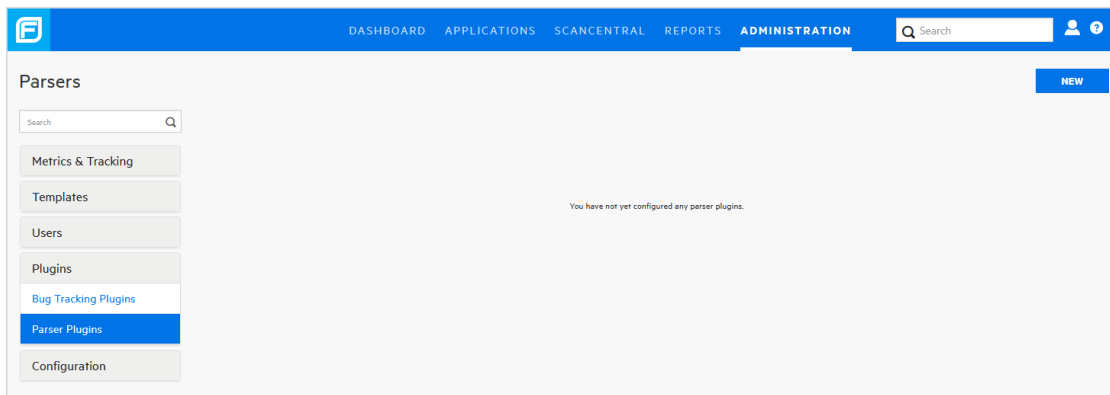 DASHBOARD APPLICATIONS SCANCENTRAL REPORTS ADMINISTRATION Search ?
Parsers NEW
Search
Metrics & Tracking
Templates
You have not yet configured any parser plugins.
Users
Plugins
Bug Tracking Plugins
Parser Plugins
Configuration